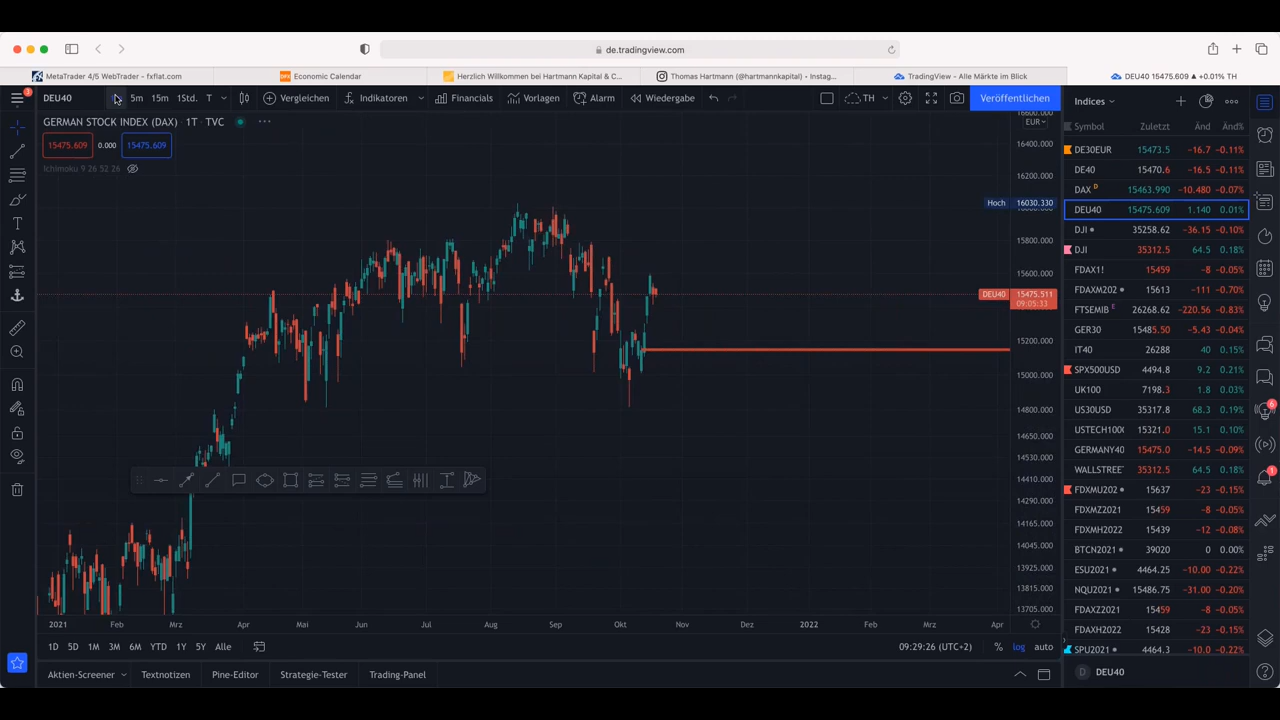 de.tradingview.com
MetaTrader 4/5 WebTrader - fxflat.com
Economic Calendar
Herzlich Willkommen bei Hartmann Kapital & C...
Thomas Hartmann (@hartmannkapital) • Instag...
TradingView - Alle Märkte im Blick
DEU40 15475.609 ▲ +0.01% TH
3
DEU40
5m 15m 1Std. T
Vergleichen
Indikatoren
Financials
Vorlagen
Alarm
Wiedergabe
TH
Veröffentlichen
Indices
GERMAN STOCK INDEX (DAX) · 1T · TVC
EUR
15475.609 0.000 15475.609
Ichimoku 9 26 52 26
Symbol Zuletzt Änd Änd%
DE30EUR 15473.5 −16.7 −0.11%
DE40 15470.6 −16.5 −0.11%
DAX D 15463.990 −10.480 −0.07%
DEU40 15475.609 1.140 0.01%
DJI 35258.62 −36.15 −0.10%
DJI 35312.5 64.5 0.18%
FDAX1! 15459 −8 −0.05%
FDAXM202 15613 −111 −0.70%
FTSEMIB E 26268.62 −220.56 −0.83%
GER30 15485.50 −5.43 −0.04%
IT40 26288 40 0.15%
SPX500USD 4494.8 9.2 0.21%
UK100 7198.3 1.8 0.03%
US30USD 35317.8 68.3 0.19%
USTECH100 15321.0 15.1 0.10%
GERMANY40 15475.0 −14.5 −0.09%
WALLSTREE 35312.5 64.5 0.18%
FDXMU202 15637 −23 −0.15%
FDXMZ2021 15459 −8 −0.05%
FDXMH2022 15439 −12 −0.08%
BTCN2021 39020 0 0.00%
ESU2021 4464.25 −10.00 −0.22%
NQU2021 15486.75 −31.00 −0.20%
FDAXZ2021 15459 −8 −0.05%
FDAXH2022 15428 −23 −0.15%
SPU2021 4464.3 −10.0 −0.22%
D DEU40
16400.000
16200.000
Hoch 16030.330
15800.000
15600.000
DEU40 15475.511
09:05:33
15200.000
15000.000
14800.000
14650.000
14530.000
14410.000
14290.000
14165.000
14045.000
13925.000
13815.000
13705.000
2021 Feb Mrz Apr Mai Jun Jul Aug Sep Okt Nov Dez 2022 Feb Mrz Apr
1D 5D 1M 3M 6M YTD 1Y 5Y Alle
09:29:26 (UTC+2) % log auto
Aktien-Screener Textnotizen Pine-Editor Strategie-Tester Trading-Panel
6
1